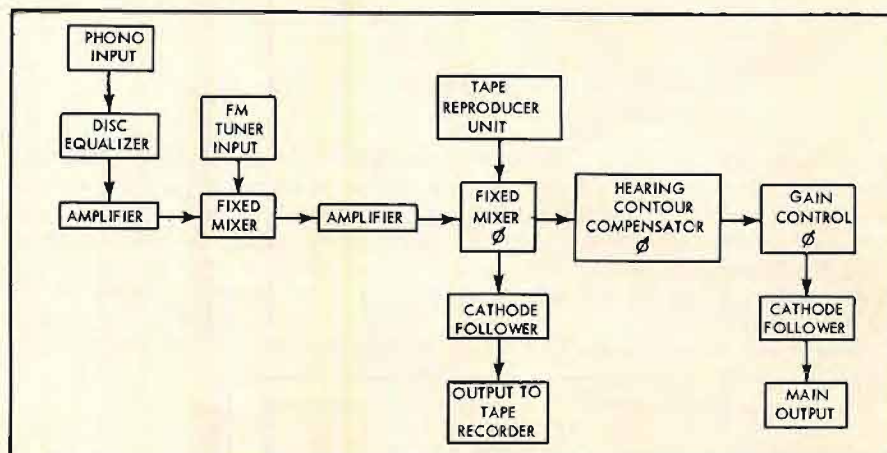 PHONO
INPUT
DISC
EQUALIZER
AMPLIFIER
FM
TUNER
INPUT
FIXED
MIXER
AMPLIFIER
TAPE
REPRODUCER
UNIT
FIXED
MIXER
ø
CATHODE
FOLLOWER
OUTPUT TO
TAPE
RECORDER
HEARING
CONTOUR
COMPENSATOR
ø
GAIN
CONTROL
ø
CATHODE
FOLLOWER
MAIN
OUTPUT